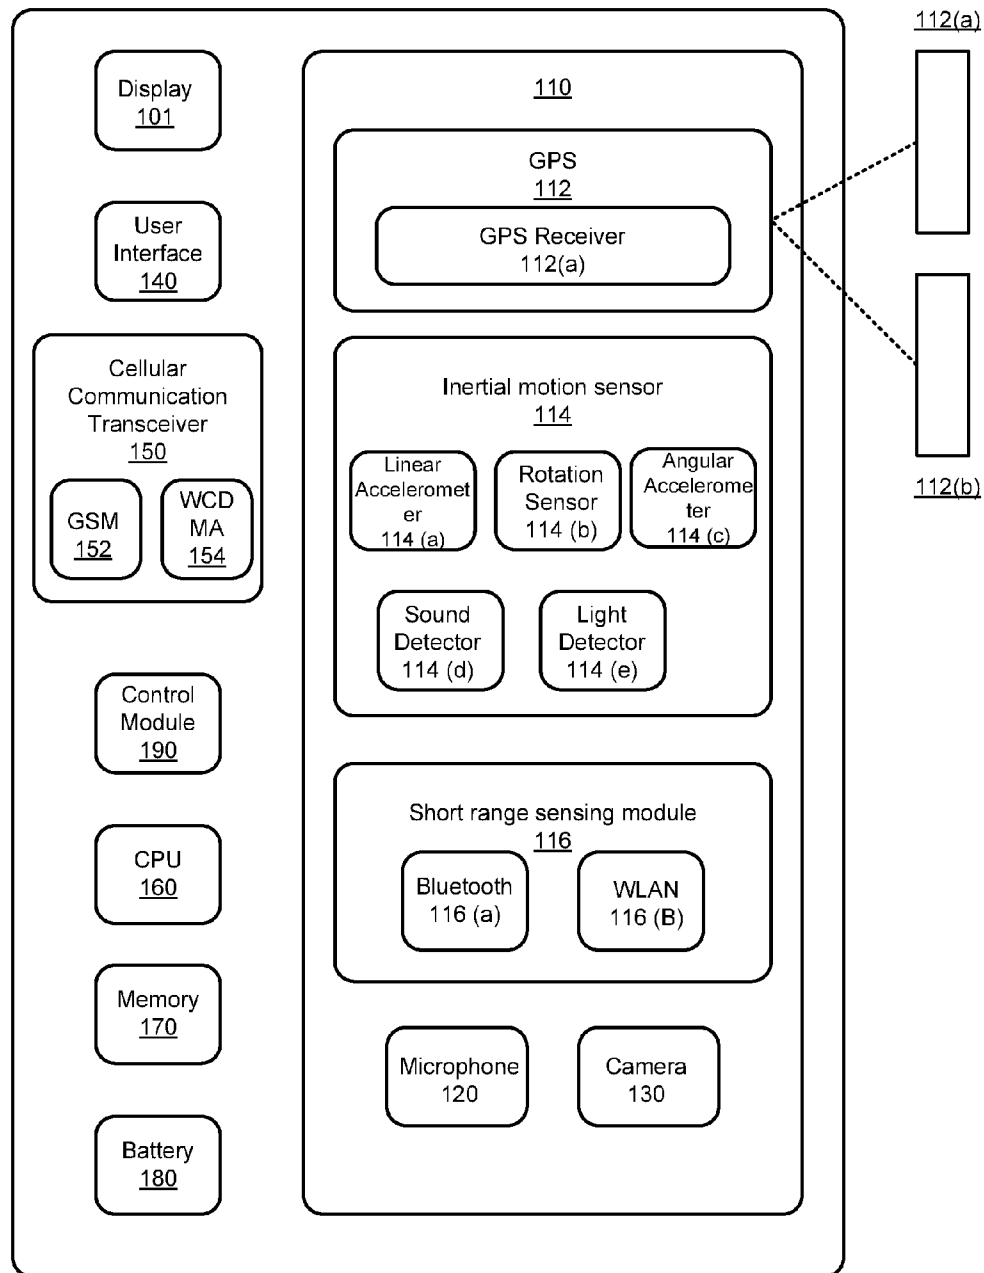 112(a)
Display
101
User
Interface
140
Cellular
Communication
Transceiver
150
GSM
152
WCD
MA
154
Control
Module
190
CPU
160
Memory
170
Battery
180
110
GPS
112
GPS Receiver
112(a)
Inertial motion sensor
114
Linear
Acceleromet
er
114 (a)
Rotation
Sensor
114 (b)
Angular
Accelerome
ter
114 (c)
Sound
Detector
114 (d)
Light
Detector
114 (e)
Short range sensing module
116
Bluetooth
116 (a)
WLAN
116 (B)
Microphone
120
Camera
130
112(b)